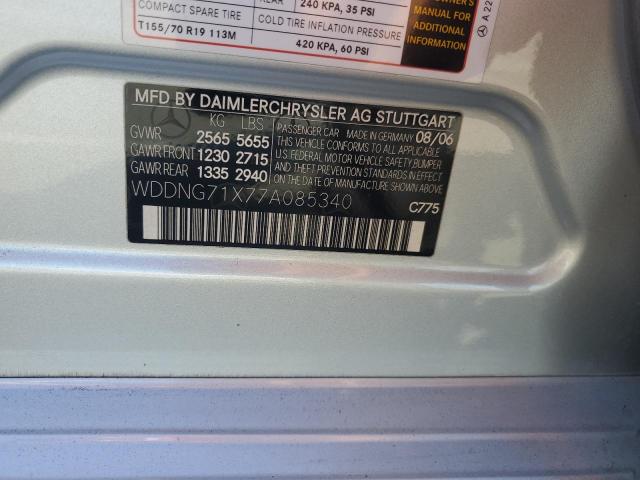 REAR 240 KPA, 35 PSI
COMPACT SPARE TIRE
T155/70 R19 113M
COLD TIRE INFLATION PRESSURE
420 KPA, 60 PSI
OWNER'S
MANUAL FOR
ADDITIONAL
INFORMATION
A 22
MFD BY DAIMLERCHRYSLER AG STUTTGART
KG LBS
GVWR 2565 5655
GAWR FRONT 1230 2715
GAWR REAR 1335 2940
PASSENGER CAR MADE IN GERMANY 08/06
THIS VEHICLE CONFORMS TO ALL APPLICABLE
U.S. FEDERAL MOTOR VEHICLE SAFETY, BUMPER
AND THEFT PREVENTION STANDARDS IN EFFECT
ON THE DATE OF MANUFACTURE SHOWN ABOVE.
WDDNG71X77A085340
C775